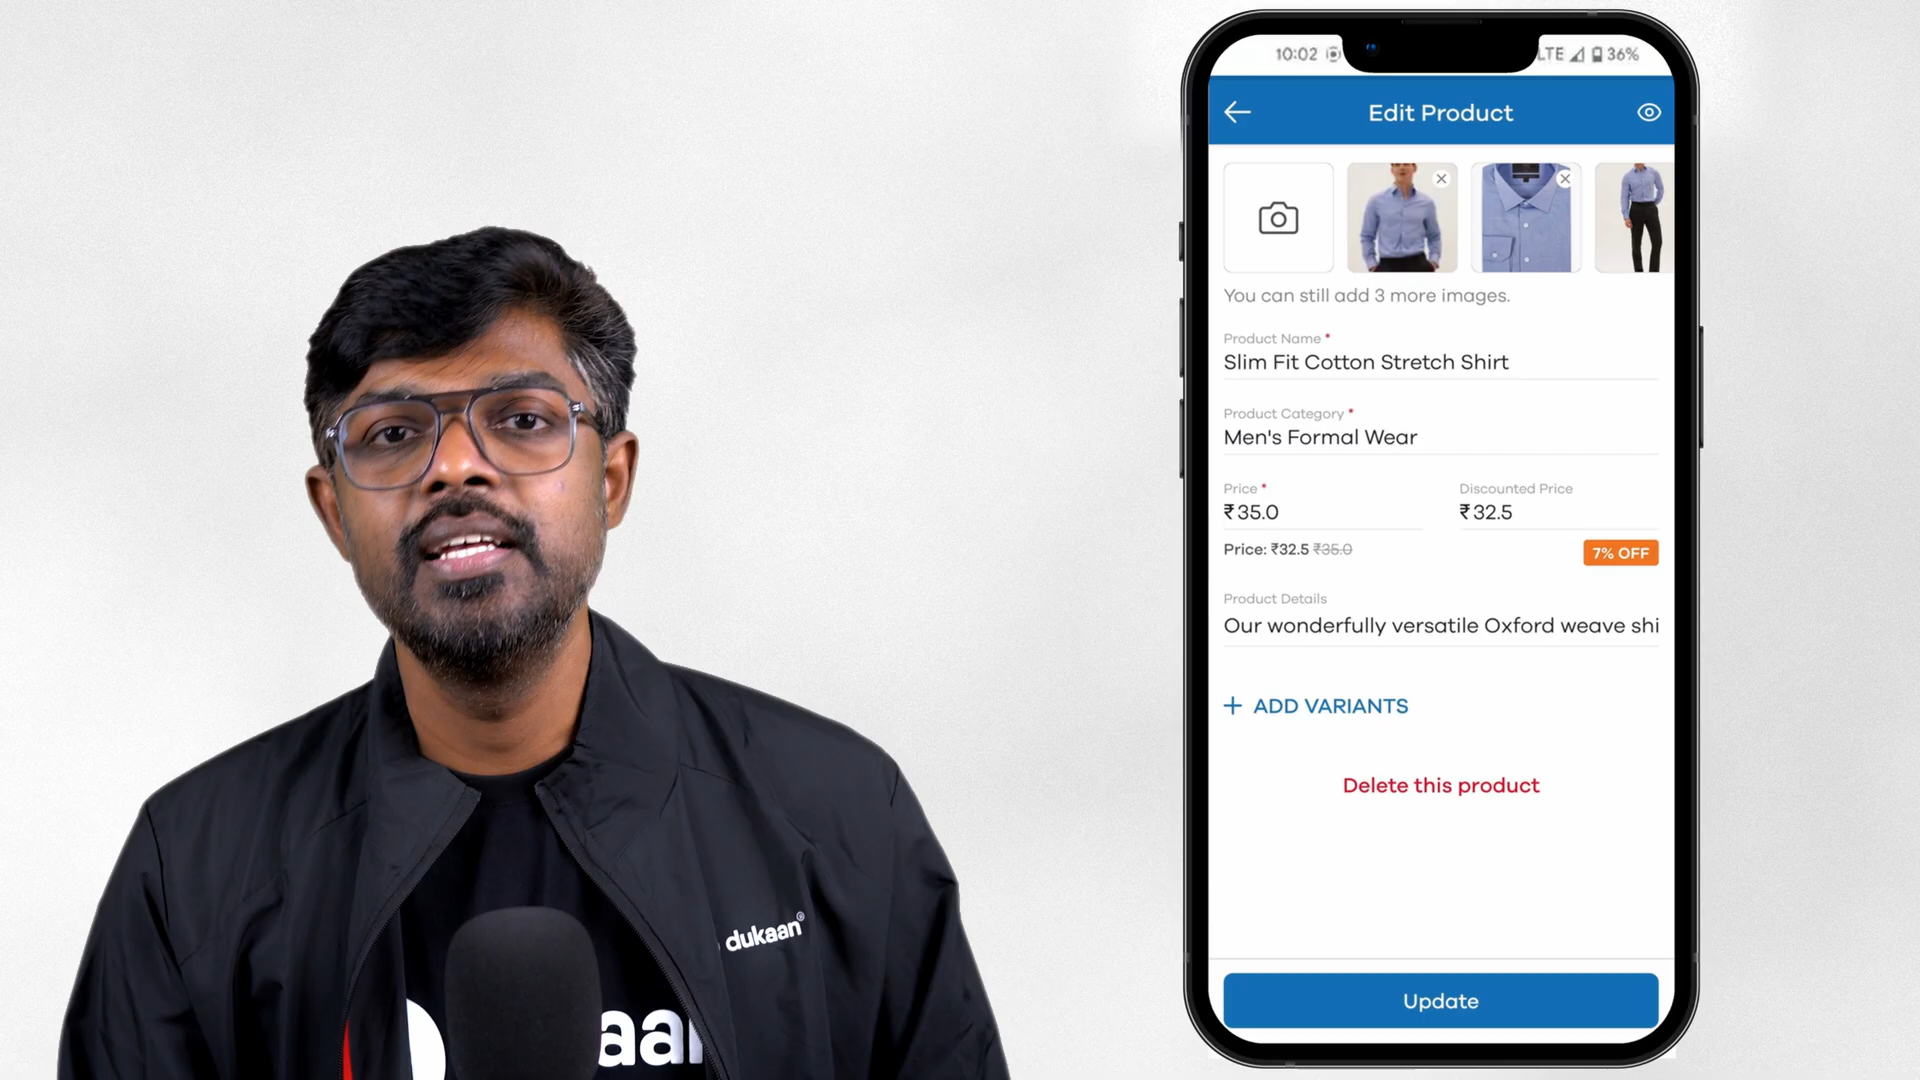 10:02
LTE 36%
Edit Product
You can still add 3 more images.
Product Name *
Slim Fit Cotton Stretch Shirt
Product Category *
Men's Formal Wear
Price * Discounted Price
₹35.0 ₹32.5
Price: ₹32.5 ₹35.0 7% OFF
Product Details
Our wonderfully versatile Oxford weave shi
+ ADD VARIANTS
Delete this product
Update
dukaan®
aa